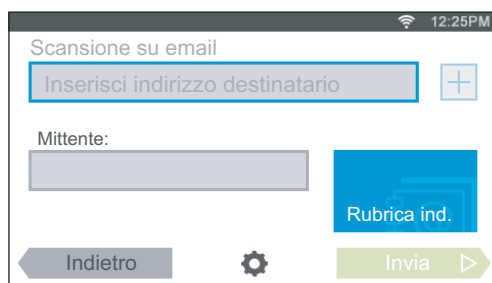 12:25PM
Scansione su email
Inserisci indirizzo destinatario
Mittente:
Rubrica ind.
Indietro
Invia